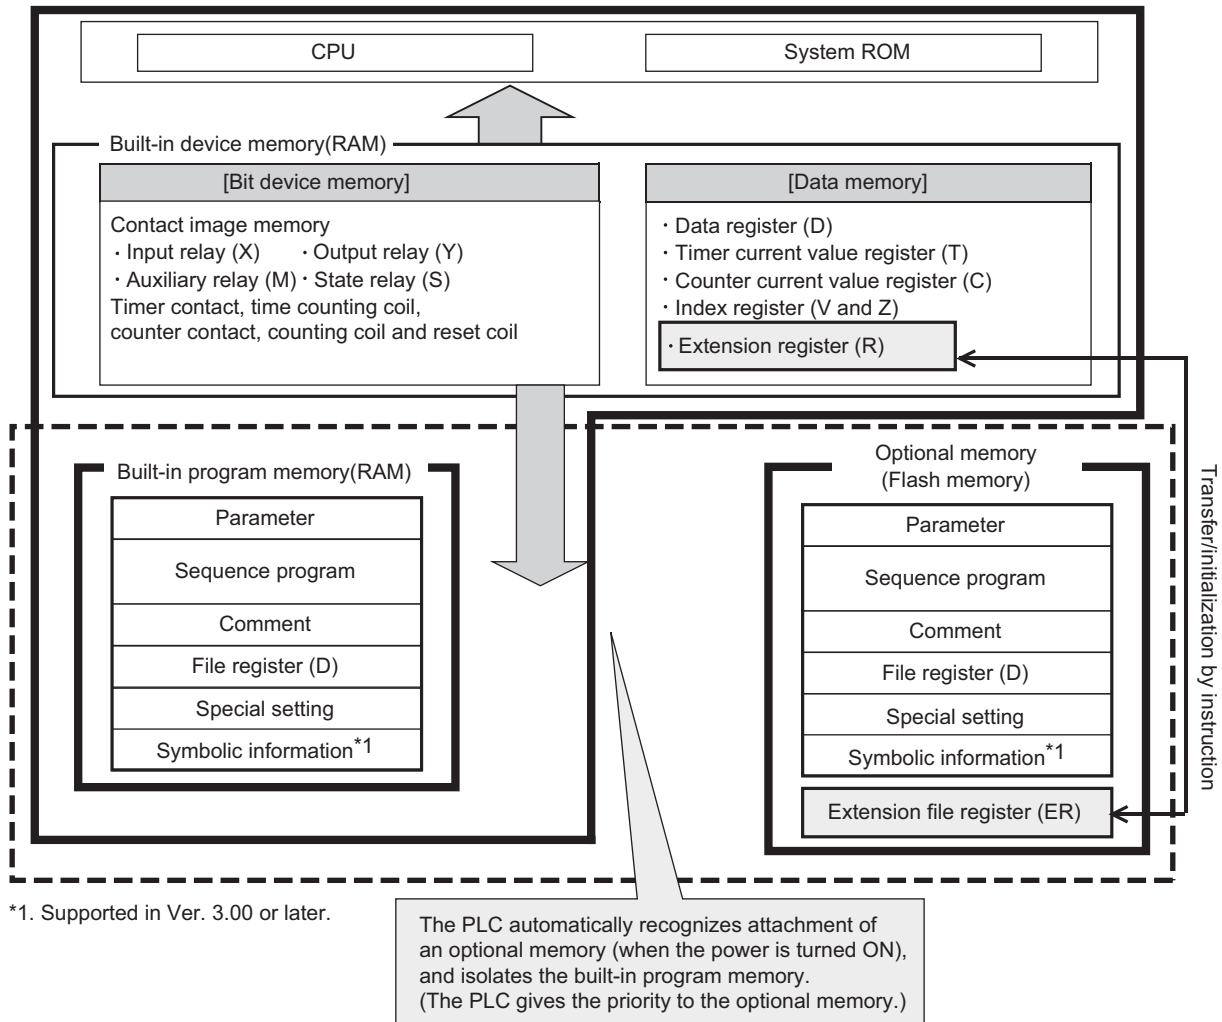 CPU
System ROM
Built-in device memory(RAM)
[Bit device memory]
Contact image memory
· Input relay (X) · Output relay (Y)
· Auxiliary relay (M) · State relay (S)
Timer contact, time counting coil,
counter contact, counting coil and reset coil
[Data memory]
· Data register (D)
· Timer current value register (T)
· Counter current value register (C)
· Index register (V and Z)
· Extension register (R)
Built-in program memory(RAM)
Parameter
Sequence program
Comment
File register (D)
Special setting
Symbolic information*1
Optional memory
(Flash memory)
Parameter
Sequence program
Comment
File register (D)
Special setting
Symbolic information*1
Extension file register (ER)
Transfer/initialization by instruction
*1. Supported in Ver. 3.00 or later.
The PLC automatically recognizes attachment of
an optional memory (when the power is turned ON),
and isolates the built-in program memory.
(The PLC gives the priority to the optional memory.)